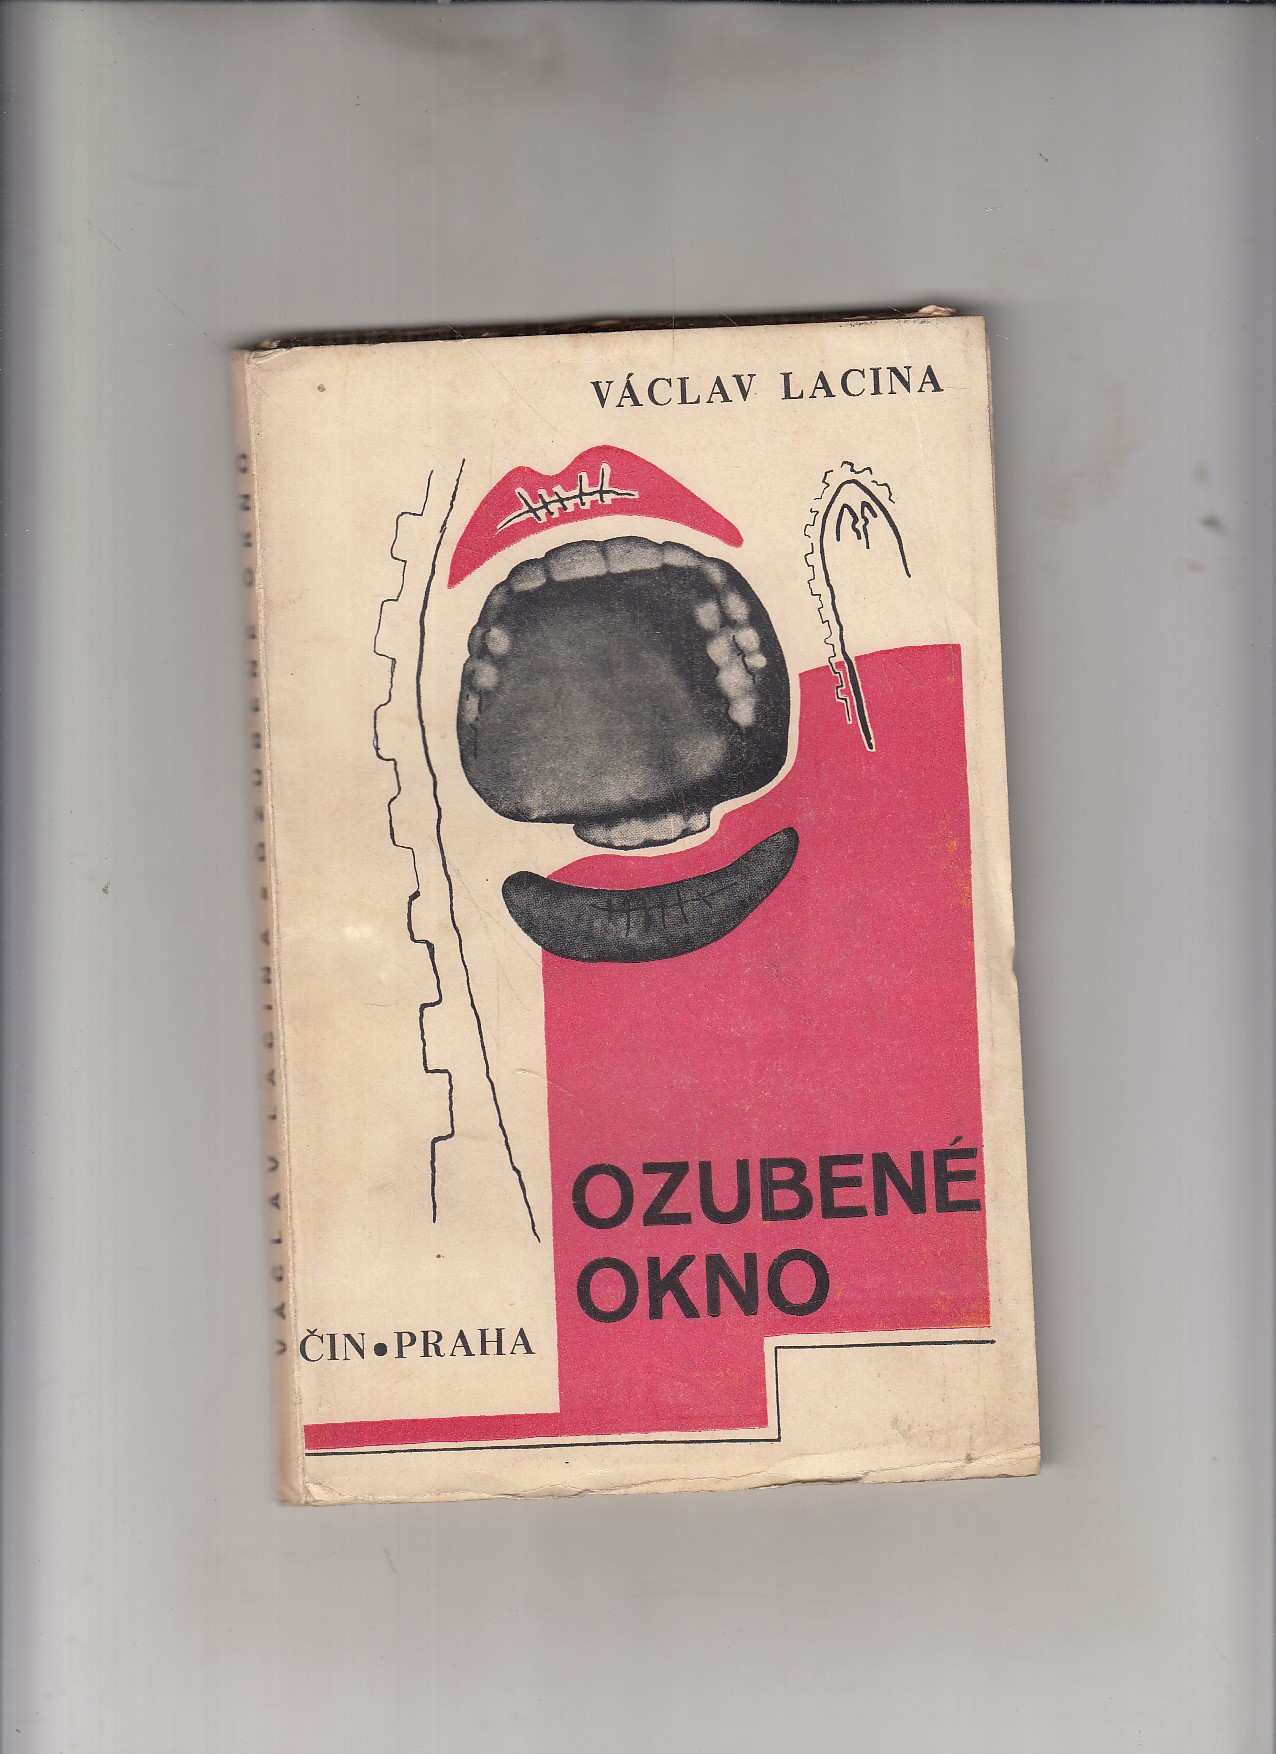 VÁCLAV LACINA
OZUBENÉ
OKNO
ČIN•PRAHA
VÁCLAV LACINA • OZUBENÉ OKNO